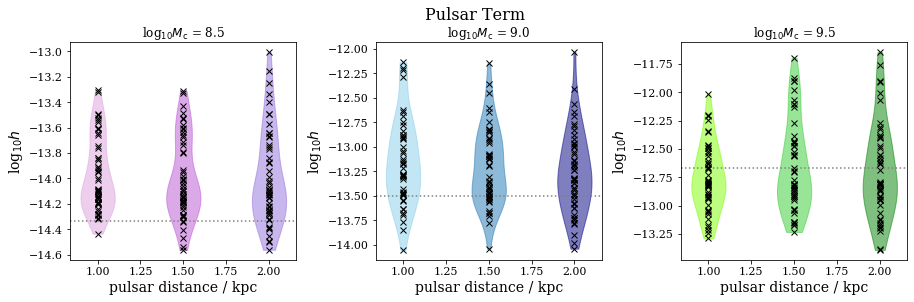 Pulsar Term
log₁₀M_c = 8.5
−13.0
−13.2
−13.4
−13.6
−13.8
−14.0
−14.2
−14.4
−14.6
log₁₀h
1.00 1.25 1.50 1.75 2.00
pulsar distance / kpc
log₁₀M_c = 9.0
−12.00
−12.25
−12.50
−12.75
−13.00
−13.25
−13.50
−13.75
−14.00
log₁₀h
1.00 1.25 1.50 1.75 2.00
pulsar distance / kpc
log₁₀M_c = 9.5
−11.75
−12.00
−12.25
−12.50
−12.75
−13.00
−13.25
log₁₀h
1.00 1.25 1.50 1.75 2.00
pulsar distance / kpc